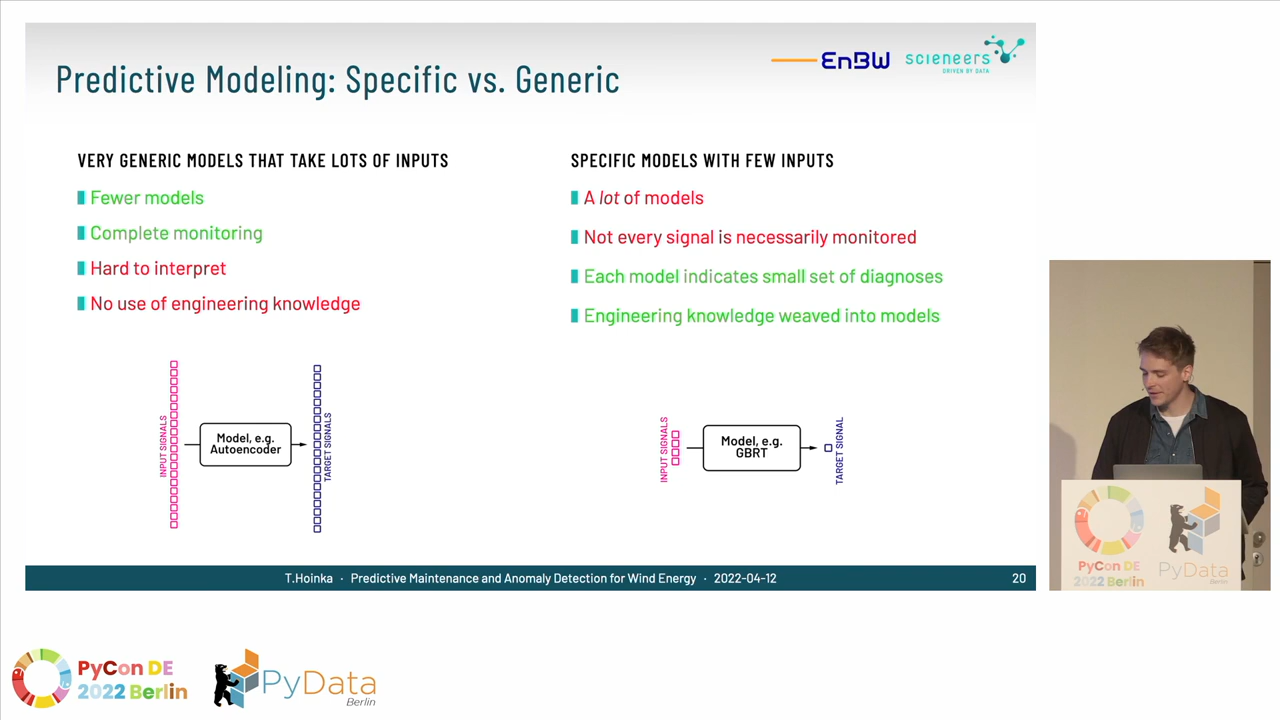 Predictive Modeling: Specific vs. Generic
EnBW
scieneers
DRIVEN BY DATA
VERY GENERIC MODELS THAT TAKE LOTS OF INPUTS
Fewer models
Complete monitoring
Hard to interpret
No use of engineering knowledge
INPUT SIGNALS
Model, e.g.
Autoencoder
TARGET SIGNALS
SPECIFIC MODELS WITH FEW INPUTS
A lot of models
Not every signal is necessarily monitored
Each model indicates small set of diagnoses
Engineering knowledge weaved into models
INPUT SIGNALS
Model, e.g.
GBRT
TARGET SIGNAL
T.Hoinka · Predictive Maintenance and Anomaly Detection for Wind Energy · 2022-04-12
20
PyCon DE
2022 Berlin
PyData
Berlin
PyCon DE
2022 Berlin
PyData
Berlin